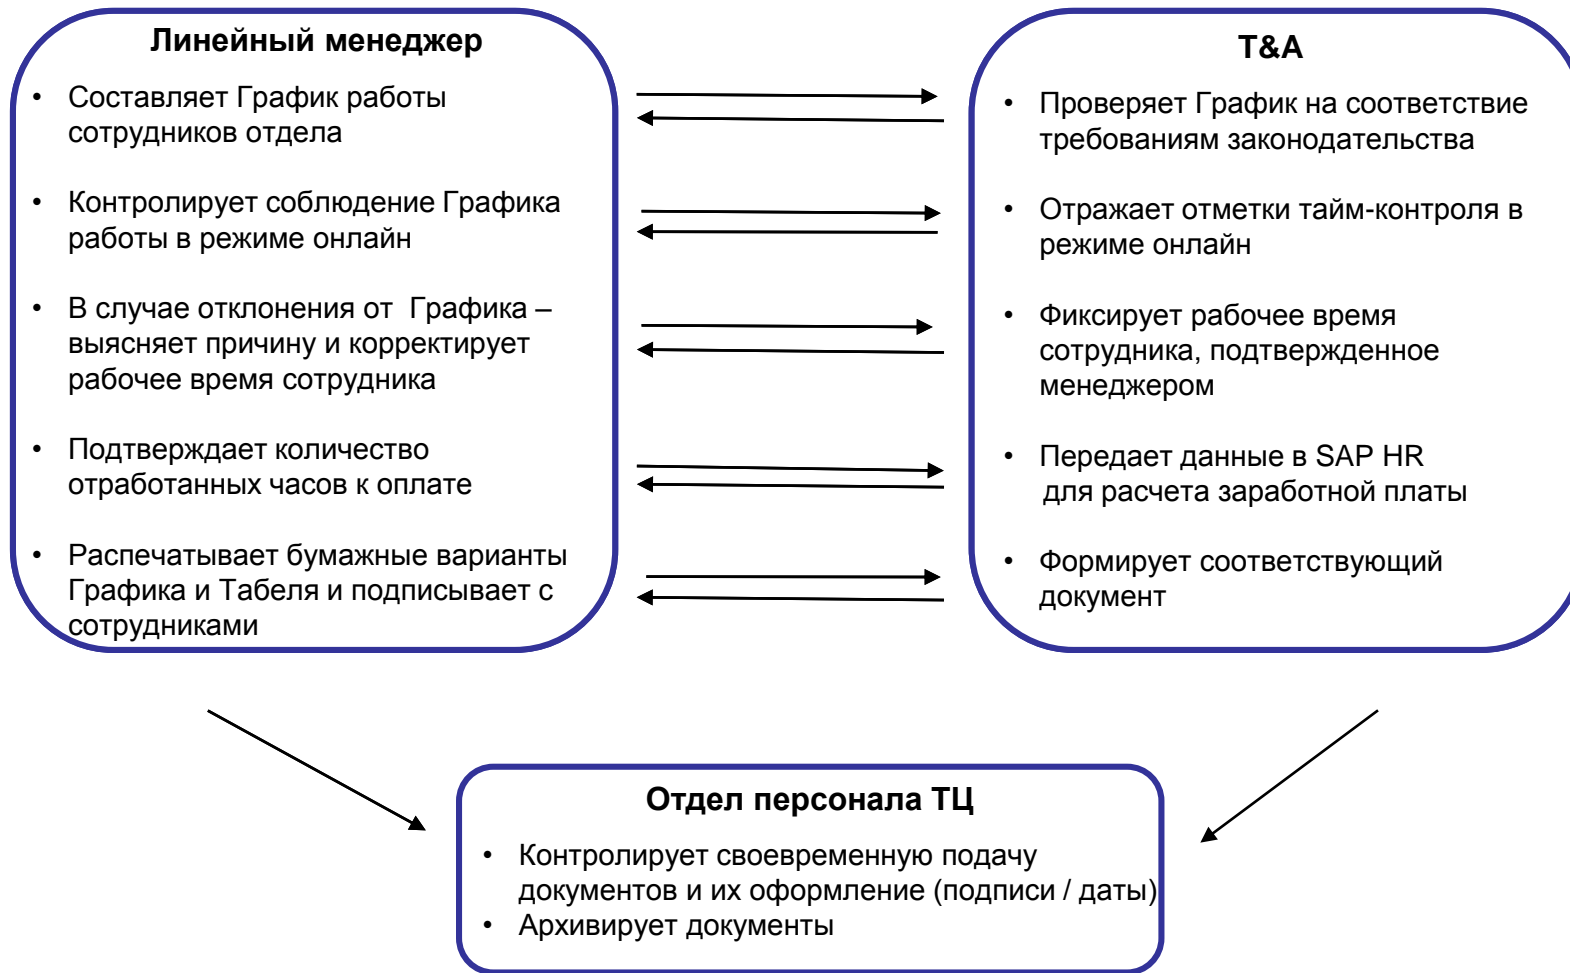 Линейный менеджер
• Составляет График работы
сотрудников отдела
• Контролирует соблюдение Графика
работы в режиме онлайн
• В случае отклонения от Графика –
выясняет причину и корректирует
рабочее время сотрудника
• Подтверждает количество
отработанных часов к оплате
• Распечатывает бумажные варианты
Графика и Табеля и подписывает с
сотрудниками
T&A
• Проверяет График на соответствие
требованиям законодательства
• Отражает отметки тайм-контроля в
режиме онлайн
• Фиксирует рабочее время
сотрудника, подтвержденное
менеджером
• Передает данные в SAP HR
для расчета заработной платы
• Формирует соответствующий
документ
Отдел персонала ТЦ
• Контролирует своевременную подачу
документов и их оформление (подписи / даты)
• Архивирует документы